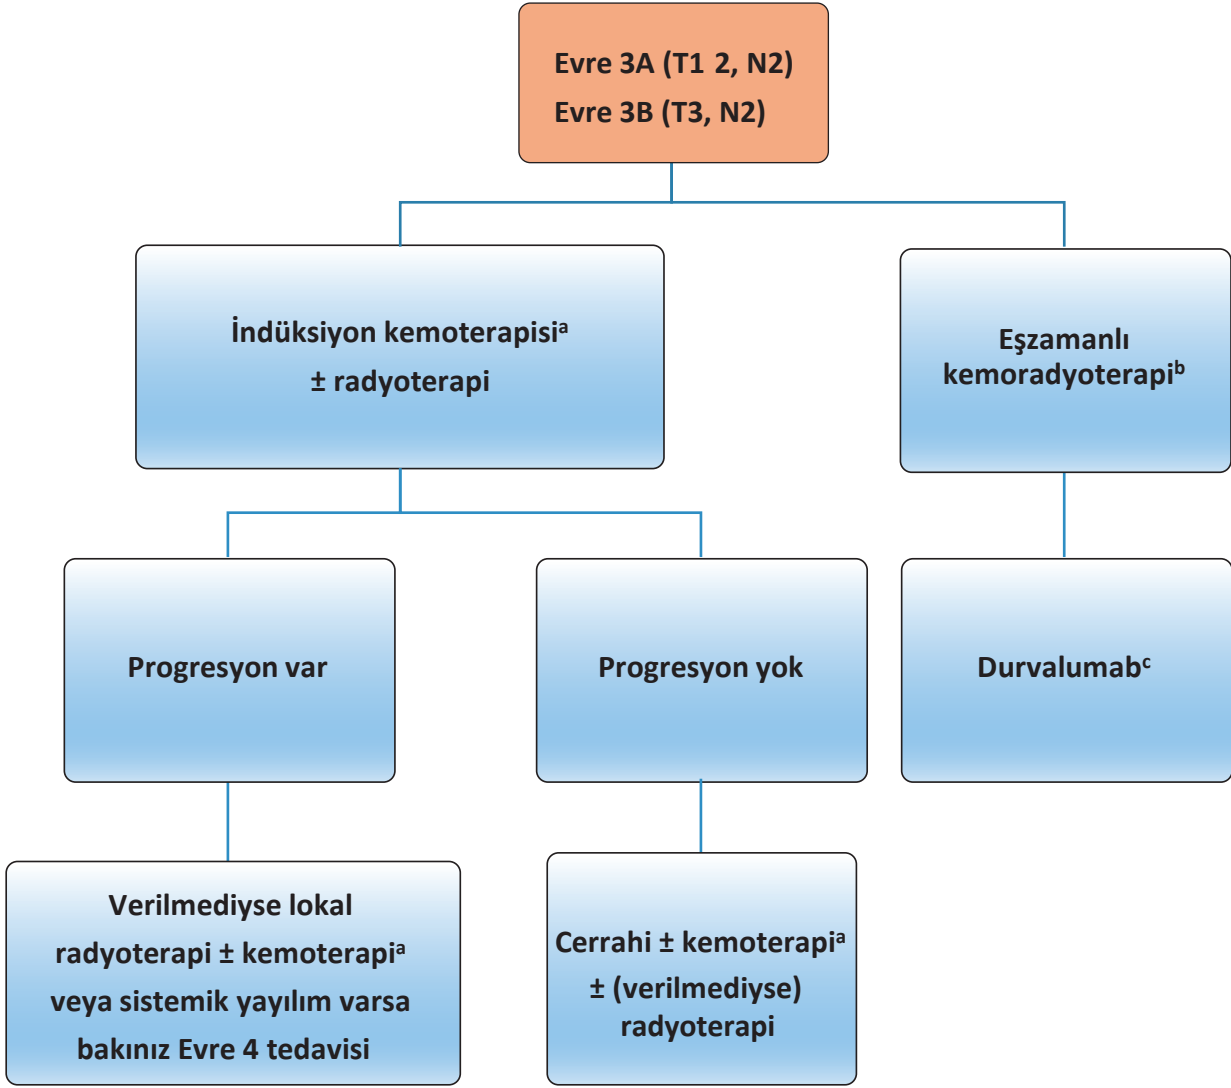 Evre 3A (T1 2, N2)
Evre 3B (T3, N2)
İndüksiyon kemoterapisiᵃ
± radyoterapi
Eşzamanlı
kemoradyoterapiᵇ
Progresyon var
Progresyon yok
Durvalumabᶜ
Verilmediyse lokal
radyoterapi ± kemoterapiᵃ
veya sistemik yayılım varsa
bakınız Evre 4 tedavisi
Cerrahi ± kemoterapiᵃ
± (verilmediyse)
radyoterapi